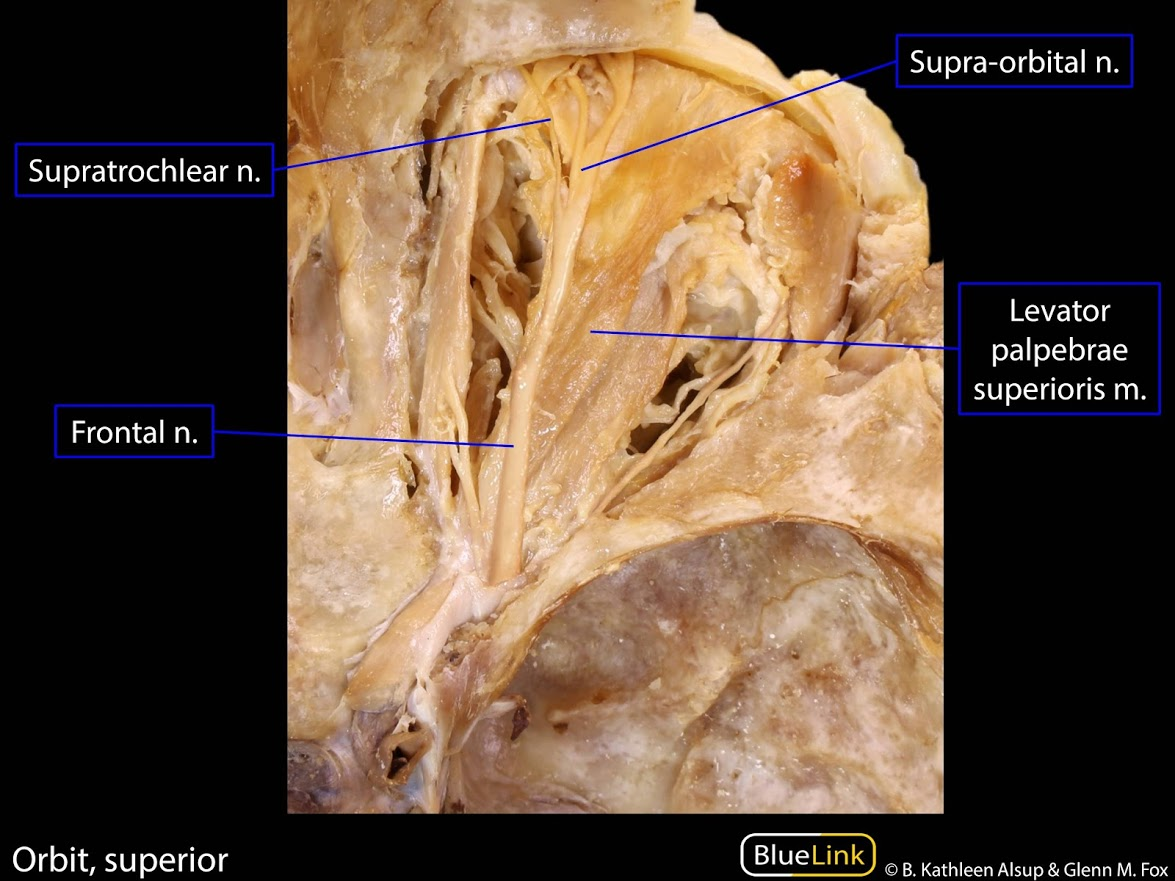 Supra-orbital n.
Supratrochlear n.
Levator
palpebrae
superioris m.
Frontal n.
Orbit, superior
BlueLink
© B. Kathleen Alsup & Glenn M. Fox